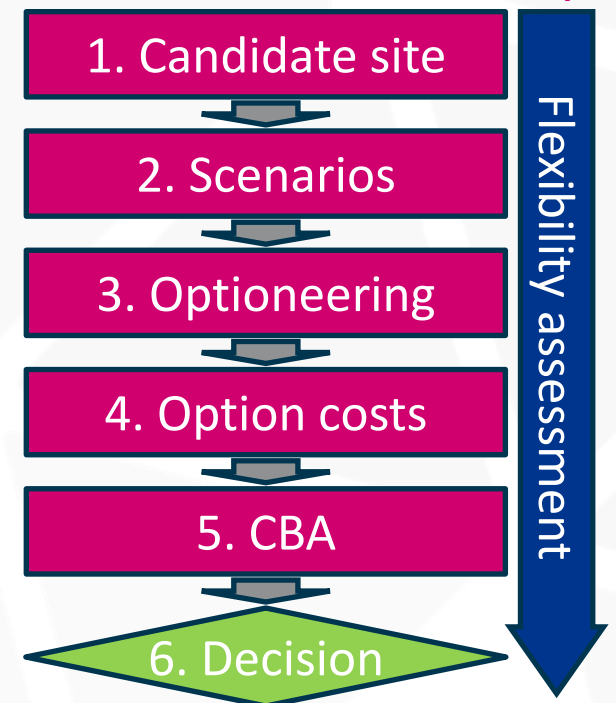 1. Candidate site
2. Scenarios
3. Optioneering
4. Option costs
5. CBA
6. Decision
Flexibility assessment